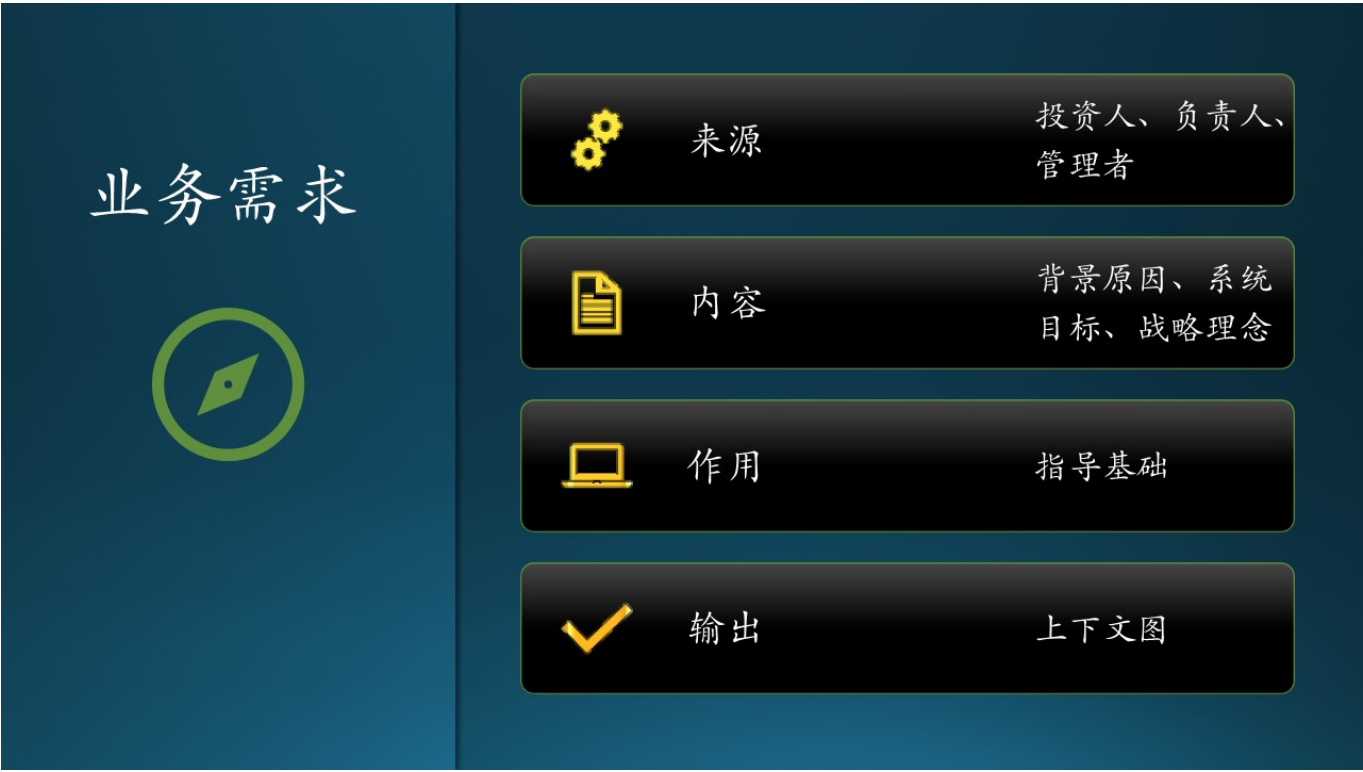 业务需求
来源
投资人、负责人、
管理者
内容
背景原因、系统
目标、战略理念
作用
指导基础
输出
上下文图